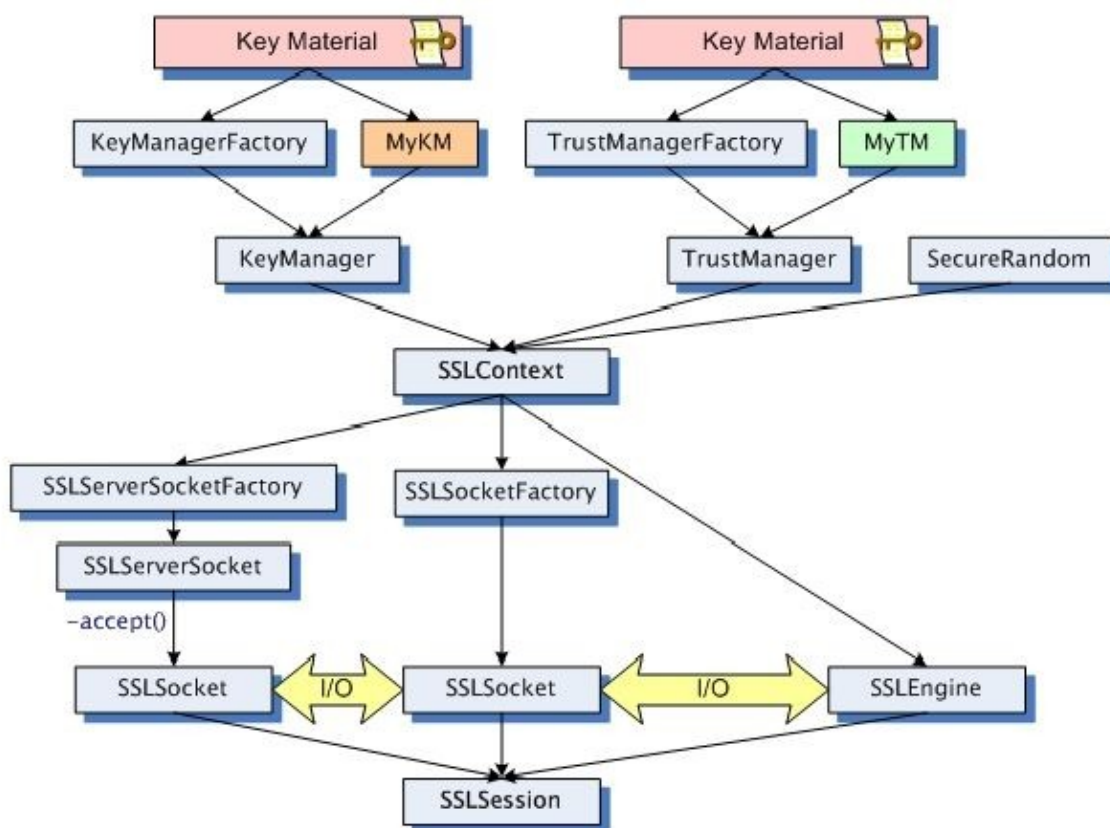 Key Material
Key Material
KeyManagerFactory
MyKM
TrustManagerFactory
MyTM
KeyManager
TrustManager
SecureRandom
SSLContext
SSLServerSocketFactory
SSLSocketFactory
SSLServerSocket
-accept()
SSLSocket
I/O
SSLSocket
I/O
SSLEngine
SSLSession